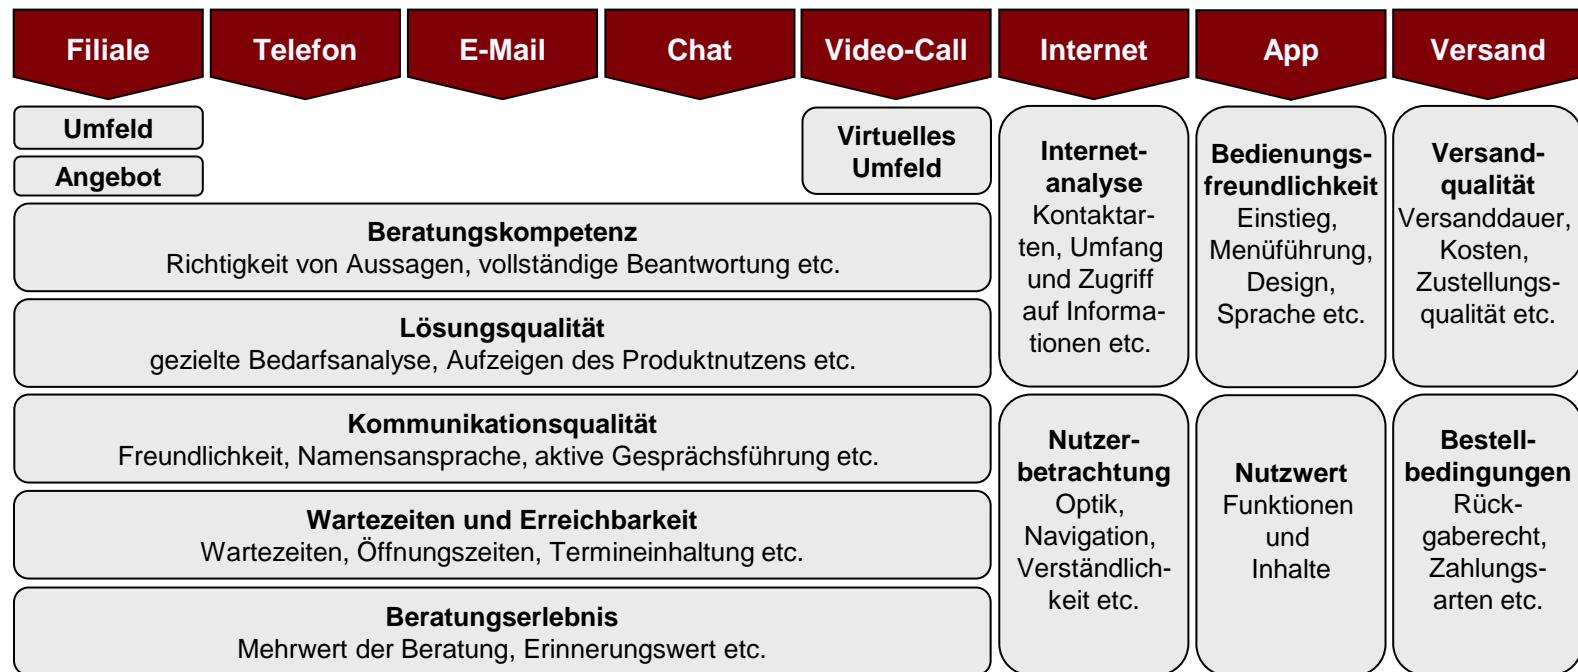 Filiale
Telefon
E-Mail
Chat
Video-Call
Internet
App
Versand
Umfeld
Angebot
Virtuelles
Umfeld
Beratungskompetenz
Richtigkeit von Aussagen, vollständige Beantwortung etc.
Lösungsqualität
gezielte Bedarfsanalyse, Aufzeigen des Produktnutzens etc.
Kommunikationsqualität
Freundlichkeit, Namensansprache, aktive Gesprächsführung etc.
Wartezeiten und Erreichbarkeit
Wartezeiten, Öffnungszeiten, Termineinhaltung etc.
Beratungserlebnis
Mehrwert der Beratung, Erinnerungswert etc.
Internet-
analyse
Kontaktar-
ten, Umfang
und Zugriff
auf Informa-
tionen etc.
Nutzer-
betrachtung
Optik,
Navigation,
Verständlich-
keit etc.
Bedienungs-
freundlichkeit
Einstieg,
Menüführung,
Design,
Sprache etc.
Nutzwert
Funktionen
und
Inhalte
Versand-
qualität
Versanddauer,
Kosten,
Zustellungs-
qualität etc.
Bestell-
bedingungen
Rück-
gaberecht,
Zahlungs-
arten etc.